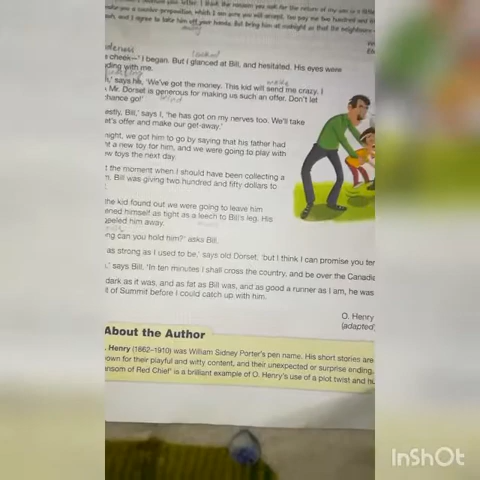 make you a counter-proposition, which I am sure you will accept. You pay me two hundred and
and I agree to take him off your hands. But bring him at midnight as the neighbours
cheek—' I began. But I glanced at Bill, and hesitated. His eyes were
ding with me.
says he, 'We've got the money. This kid will send me crazy. I
Mr. Dorset is generous for making us such an offer. Don't let
hance go!'
estly, Bill,' says I, 'he has got on my nerves too. We'll take
et's offer and make our get-away.'
night, we got him to go by saying that his father had
t a new toy for him, and we were going to play with
w toys the next day.
t the moment when I should have been collecting a
n. Bill was giving two hundred and fifty dollars to
he kid found out we were going to leave him
ened himself as tight as a leech to Bill's leg. His
peeled him away.
ng can you hold him?' asks Bill.
as strong as I used to be,' says old Dorset, 'but I think I can promise you ten
,' says Bill. 'In ten minutes I shall cross the country, and be over the Canadia
dark as it was, and as fat as Bill was, and as good a runner as I am, he was
t of Summit before I could catch up with him.
O. Henry
(adapted)
About the Author
. Henry (1862–1910) was William Sidney Porter's pen name. His short stories are
own for their playful and witty content, and their unexpected or surprise ending.
ansom of Red Chief' is a brilliant example of O. Henry's use of a plot twist and hu
InShOt